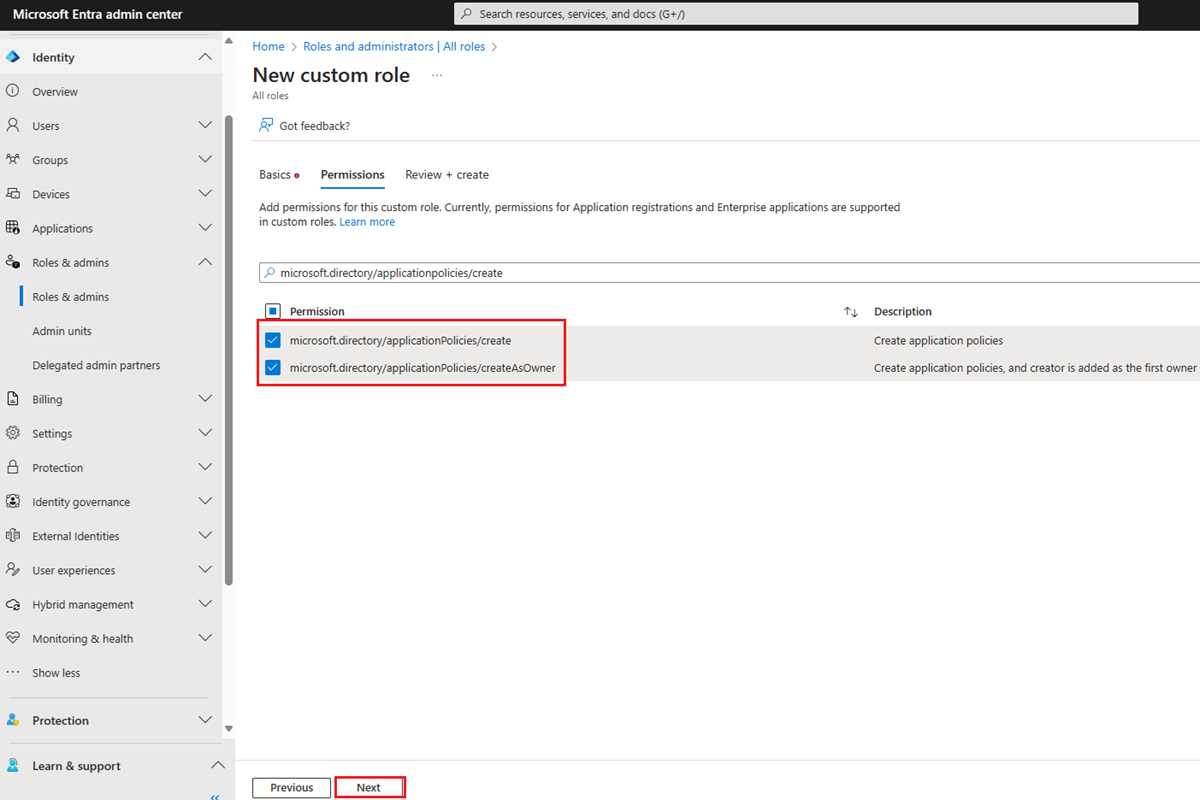 Microsoft Entra admin center
Search resources, services, and docs (G+/)
Identity
Overview
Users
Groups
Devices
Applications
Roles & admins
Roles & admins
Admin units
Delegated admin partners
Billing
Settings
Protection
Identity governance
External Identities
User experiences
Hybrid management
Monitoring & health
Show less
Protection
Learn & support
Home > Roles and administrators | All roles >
New custom role ...
All roles
Got feedback?
Basics Permissions Review + create
Add permissions for this custom role. Currently, permissions for Application registrations and Enterprise applications are supported
in custom roles. Learn more
microsoft.directory/applicationpolicies/create
Permission Description
microsoft.directory/applicationPolicies/create Create application policies
microsoft.directory/applicationPolicies/createAsOwner Create application policies, and creator is added as the first owner
Previous Next